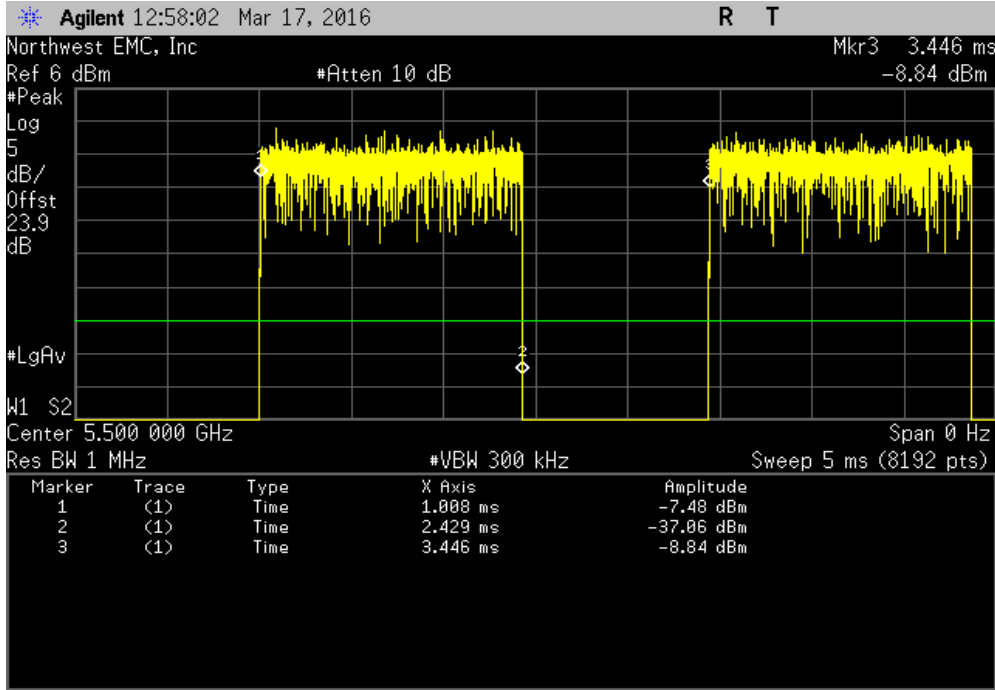 Agilent 12:58:02 Mar 17, 2016 R T
Northwest EMC, Inc Mkr3 3.446 ms
Ref 6 dBm #Atten 10 dB -8.84 dBm
#Peak
Log
5
dB/
Offst
23.9
dB
1
3
2
#LgAv
W1 S2
Center 5.500 000 GHz Span 0 Hz
Res BW 1 MHz #VBW 300 kHz Sweep 5 ms (8192 pts)
Marker Trace Type X Axis Amplitude
1 (1) Time 1.008 ms -7.48 dBm
2 (1) Time 2.429 ms -37.06 dBm
3 (1) Time 3.446 ms -8.84 dBm